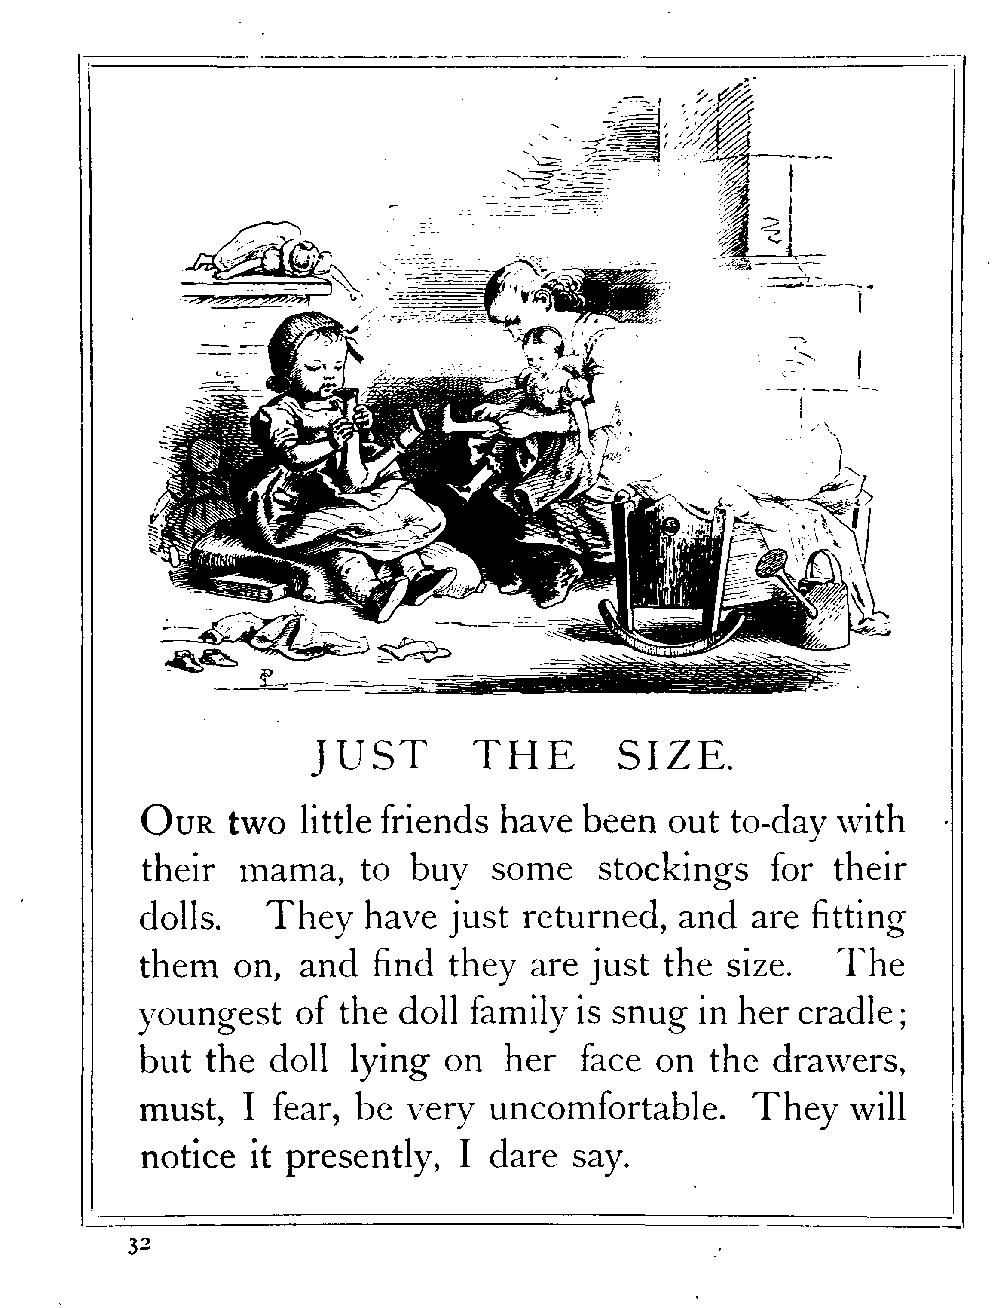 JUST THE SIZE.
OUR two little friends have been out to-day with
their mama, to buy some stockings for their
dolls. They have just returned, and are fitting
them on, and find they are just the size. The
youngest of the doll family is snug in her cradle;
but the doll lying on her face on the drawers,
must, I fear, be very uncomfortable. They will
notice it presently, I dare say.
32